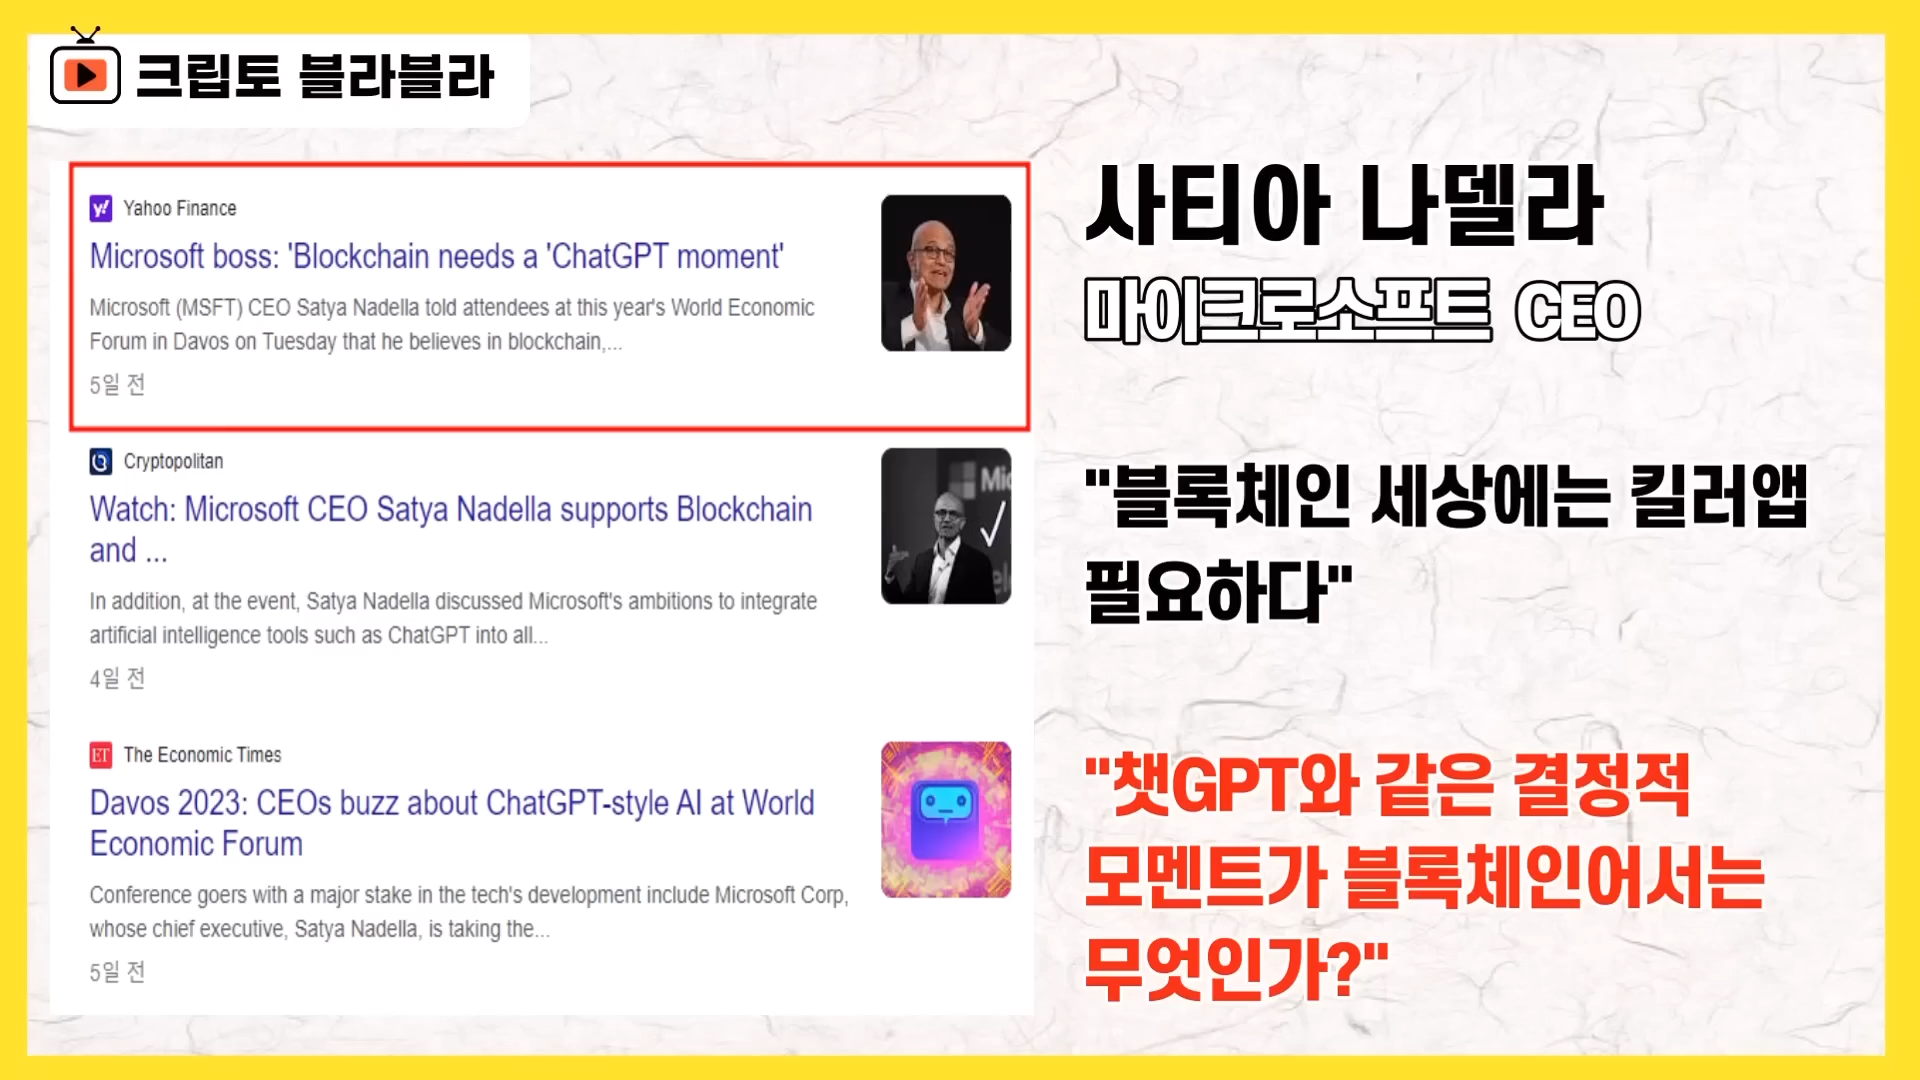 크립토 블라블라
Yahoo Finance
Microsoft boss: 'Blockchain needs a 'ChatGPT moment'
Microsoft (MSFT) CEO Satya Nadella told attendees at this year's World Economic
Forum in Davos on Tuesday that he believes in blockchain,...
5일 전
Cryptopolitan
Watch: Microsoft CEO Satya Nadella supports Blockchain
and ...
In addition, at the event, Satya Nadella discussed Microsoft's ambitions to integrate
artificial intelligence tools such as ChatGPT into all...
4일 전
Mic
ET The Economic Times
Davos 2023: CEOs buzz about ChatGPT-style AI at World
Economic Forum
Conference goers with a major stake in the tech's development include Microsoft Corp,
whose chief executive, Satya Nadella, is taking the...
5일 전
사티아 나델라
마이크로소프트 CEO
"블록체인 세상에는 킬러앱
필요하다"
"챗GPT와 같은 결정적
모멘트가 블록체인어서는
무엇인가?"